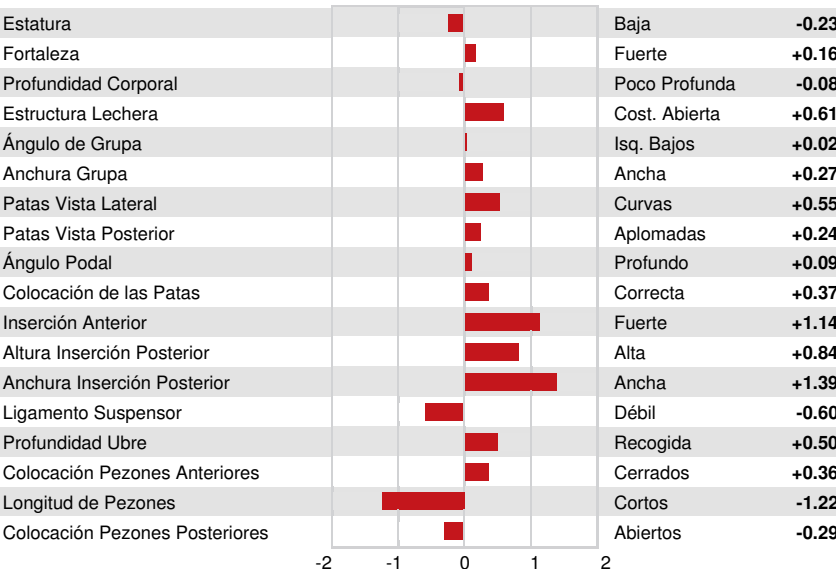 Estatura Baja -0.23
Fortaleza Fuerte +0.16
Profundidad Corporal Poco Profunda -0.08
Estructura Lechera Cost. Abierta +0.61
Ángulo de Grupa Isq. Bajos +0.02
Anchura Grupa Ancha +0.27
Patas Vista Lateral Curvas +0.55
Patas Vista Posterior Aplomadas +0.24
Ángulo Podal Profundo +0.09
Colocación de las Patas Correcta +0.37
Inserción Anterior Fuerte +1.14
Altura Inserción Posterior Alta +0.84
Anchura Inserción Posterior Ancha +1.39
Ligamento Suspensor Débil -0.60
Profundidad Ubre Recogida +0.50
Colocación Pezones Anteriores Cerrados +0.36
Longitud de Pezones Cortos -1.22
Colocación Pezones Posteriores Abiertos -0.29
-2 -1 0 1 2